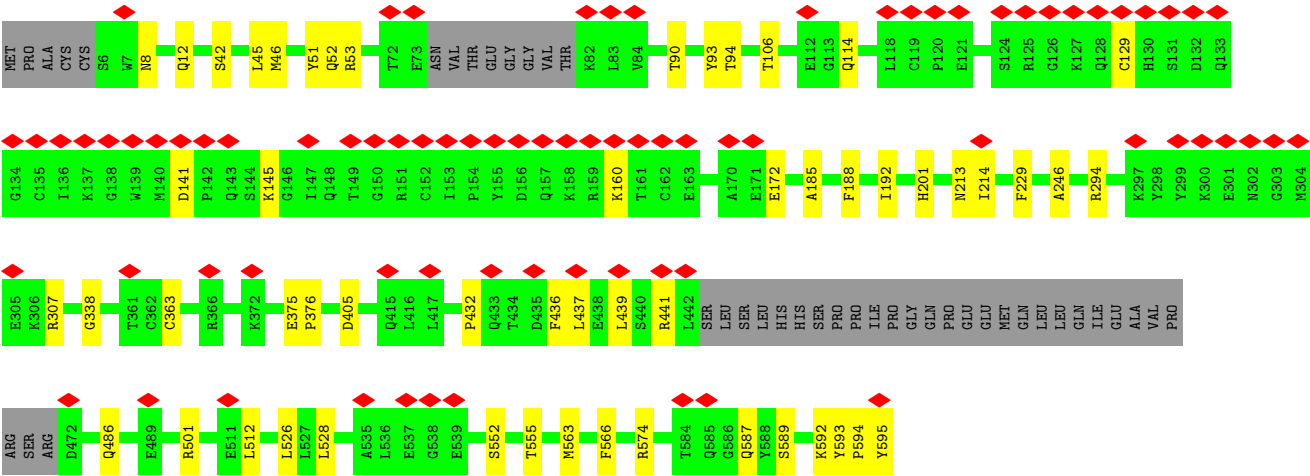 MET PRO ALA CYS CYS S6 W7 N8 Q12 S42 L45 M46 Y51 Q52 R53 T72 E73 ASN VAL THR GLU GLY GLY VAL THR K82 L83 V84 T90 Y93 T94 T106 E112 G113 Q114 L118 C119 P120 E121 S124 R125 G126 K127 Q128 C129 H130 S131 D132 Q133
G134 C135 I136 K137 G138 W139 M140 D141 P142 Q143 S144 K145 G146 I147 Q148 T149 G150 R151 C152 I153 P154 Y155 D156 Q157 K158 R159 K160 T161 C162 E163 A170 E171 E172 A185 F188 I192 H201 N213 I214 F229 A246 R294 K297 Y298 Y299 K300 E301 N302 G303 M304
E305 K306 R307 G338 T361 C362 C363 R366 K372 E375 P376 D405 Q415 L416 L417 P432 Q433 T434 D435 F436 L437 E438 L439 S440 R441 L442 SER LEU SER LEU HIS HIS SER PRO PRO ILE PRO GLY GLN PRO GLU GLU MET GLN LEU LEU GLN ILE GLU ALA VAL PRO
ARG SER ARG D472 Q486 E489 R501 E511 L512 L526 L527 L528 A535 L536 E537 G538 E539 S552 T555 M563 F566 R574 T584 Q585 G586 Q587 Y588 S589 K592 Y593 P594 Y595